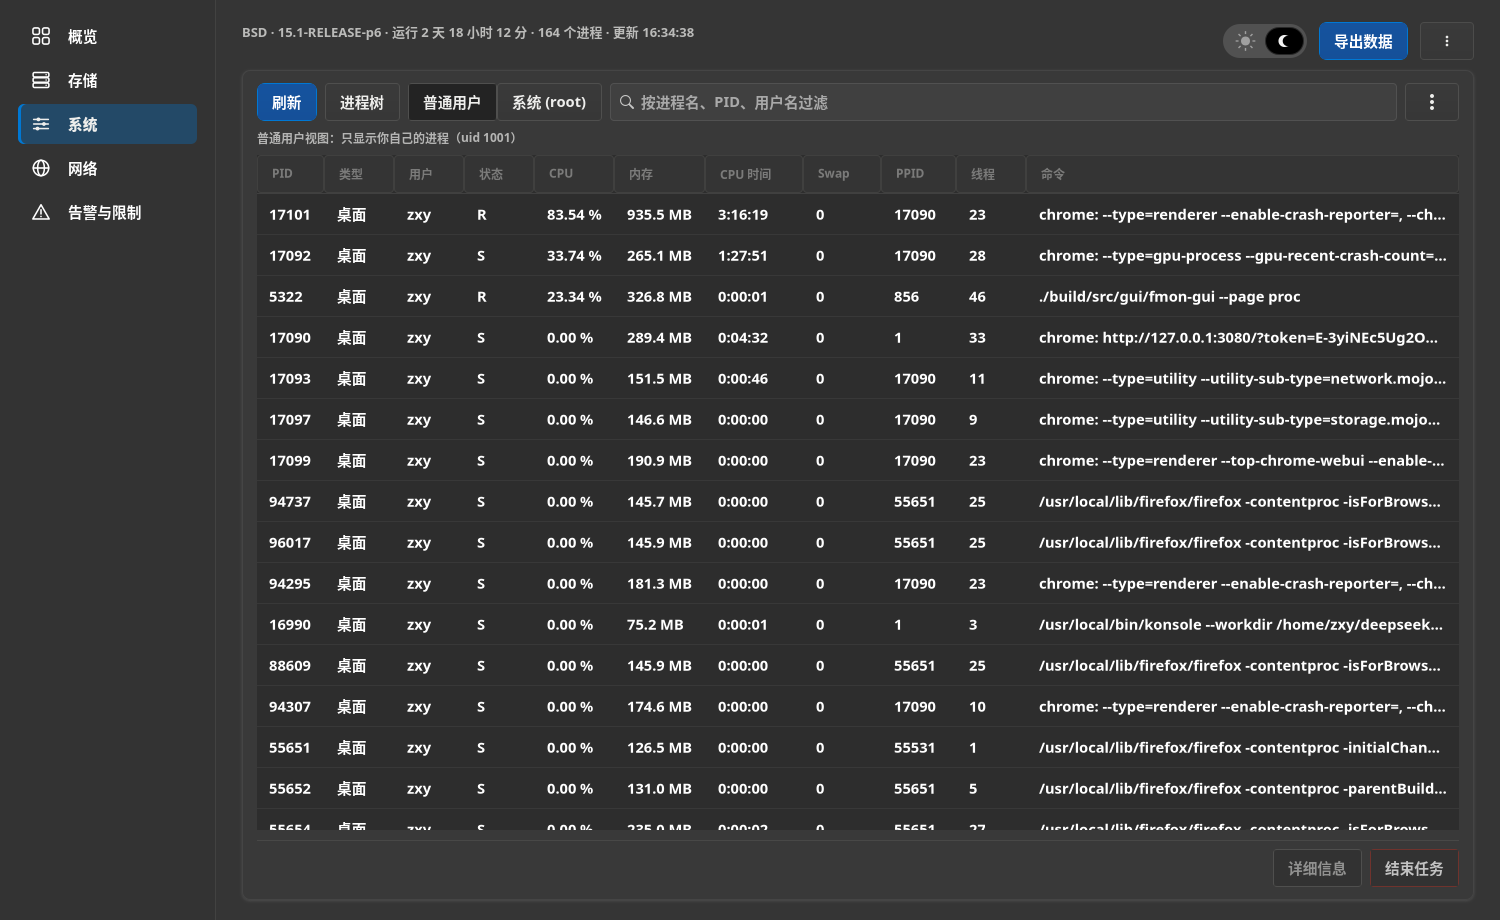 概览
存储
系统
网络
告警与限制
BSD · 15.1-RELEASE-p6 · 运行 2 天 18 小时 12 分 · 164 个进程 · 更新 16:34:38
导出数据
刷新 进程树 普通用户 系统 (root) 按进程名、PID、用户名过滤
普通用户视图：只显示你自己的进程（uid 1001）
PID 类型 用户 状态 CPU 内存 CPU 时间 Swap PPID 线程 命令
17101 桌面 zxy R 83.54 % 935.5 MB 3:16:19 0 17090 23 chrome: --type=renderer --enable-crash-reporter=, --ch...
17092 桌面 zxy S 33.74 % 265.1 MB 1:27:51 0 17090 28 chrome: --type=gpu-process --gpu-recent-crash-count=...
5322 桌面 zxy R 23.34 % 326.8 MB 0:00:01 0 856 46 ./build/src/gui/fmon-gui --page proc
17090 桌面 zxy S 0.00 % 289.4 MB 0:04:32 0 1 33 chrome: http://127.0.0.1:3080/?token=E-3yiNEc5Ug2O...
17093 桌面 zxy S 0.00 % 151.5 MB 0:00:46 0 17090 11 chrome: --type=utility --utility-sub-type=network.mojo...
17097 桌面 zxy S 0.00 % 146.6 MB 0:00:00 0 17090 9 chrome: --type=utility --utility-sub-type=storage.mojo...
17099 桌面 zxy S 0.00 % 190.9 MB 0:00:00 0 17090 23 chrome: --type=renderer --top-chrome-webui --enable-...
94737 桌面 zxy S 0.00 % 145.7 MB 0:00:00 0 55651 25 /usr/local/lib/firefox/firefox -contentproc -isForBrows...
96017 桌面 zxy S 0.00 % 145.9 MB 0:00:00 0 55651 25 /usr/local/lib/firefox/firefox -contentproc -isForBrows...
94295 桌面 zxy S 0.00 % 181.3 MB 0:00:00 0 17090 23 chrome: --type=renderer --enable-crash-reporter=, --ch...
16990 桌面 zxy S 0.00 % 75.2 MB 0:00:01 0 1 3 /usr/local/bin/konsole --workdir /home/zxy/deepseek...
88609 桌面 zxy S 0.00 % 145.9 MB 0:00:00 0 55651 25 /usr/local/lib/firefox/firefox -contentproc -isForBrows...
94307 桌面 zxy S 0.00 % 174.6 MB 0:00:00 0 17090 10 chrome: --type=renderer --enable-crash-reporter=, --ch...
55651 桌面 zxy S 0.00 % 126.5 MB 0:00:00 0 55531 1 /usr/local/lib/firefox/firefox -contentproc -initialChan...
55652 桌面 zxy S 0.00 % 131.0 MB 0:00:00 0 55651 5 /usr/local/lib/firefox/firefox -contentproc -parentBuild...
55654 桌面 zxy S 0.00 % 235.0 MB 0:00:02 0 55651 27 /usr/local/lib/firefox/firefox -contentproc -isForBrows...
详细信息 结束任务